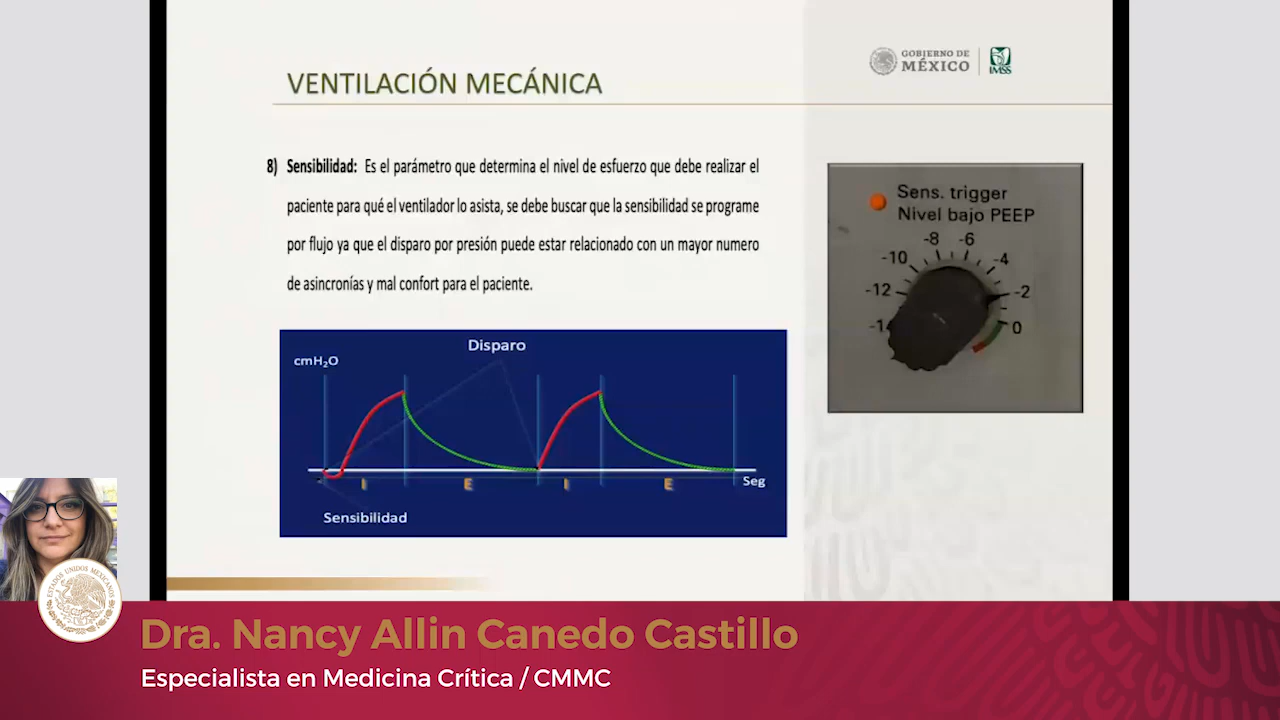 VENTILACIÓN MECÁNICA
GOBIERNO DE
MÉXICO
IMSS
8) Sensibilidad: Es el parámetro que determina el nivel de esfuerzo que debe realizar el
paciente para qué el ventilador lo asista, se debe buscar que la sensibilidad se programe
por flujo ya que el disparo por presión puede estar relacionado con un mayor numero
de asincronías y mal confort para el paciente.
Sens. trigger
Nivel bajo PEEP
-8 -6
-10 -4
-12 -2
0
Disparo
cmH₂O
I E I E Seg
Sensibilidad
ESTADOS UNIDOS MEXICANOS
Dra. Nancy Allin Canedo Castillo
Especialista en Medicina Crítica / CMMC